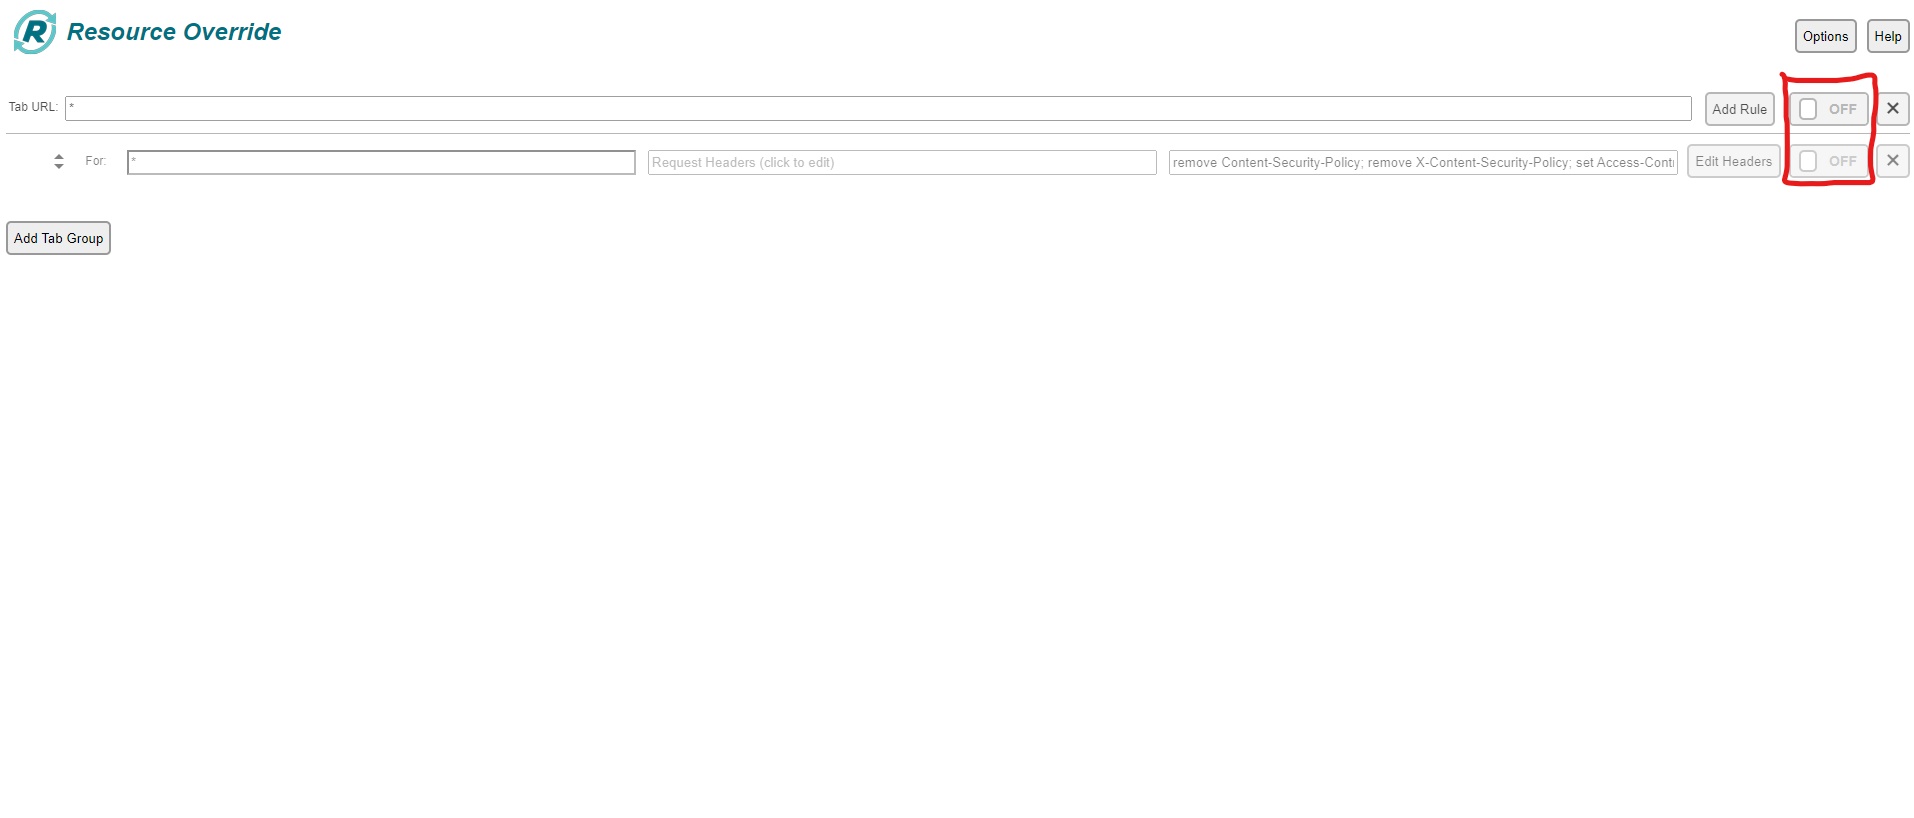 Resource Override
Options Help
Tab URL: * Add Rule OFF ✕
For: * Request Headers (click to edit) remove Content-Security-Policy; remove X-Content-Security-Policy; set Access-Cont Edit Headers OFF ✕
Add Tab Group